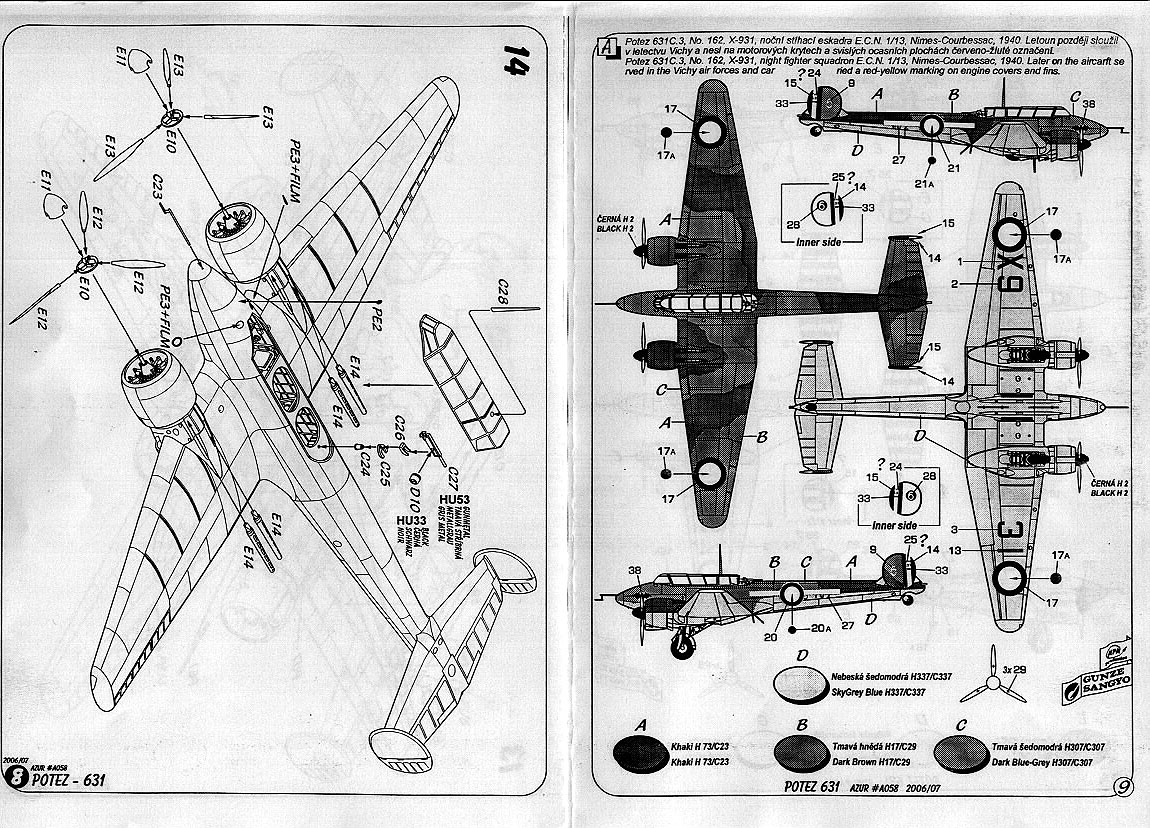 14
E13
E11
E13
E10
E13
PE3+FILM
E11
C23
E12
E10
E12
E12
PE3+FILM
C28
PE2
E14
E14
C26
C24
C25
C27
D10
HU53
GUNMETAL
TMAVÁ STŘÍBRNÁ
METALLGRAU
GRIS METAL
HU33
BLACK
ČERNÁ
SCHWARZ
NOIR
E14
E14
2006/07
AZUR #A058
8 POTEZ - 631
A
Potez 631C.3, No. 162, X-931, noční stíhací eskadra E.C.N. 1/13, Nimes-Courbessac, 1940. Letoun později sloužil
v letectvu Vichy a nesl na motorových krytech a svislých ocasních plochách červeno-žluté označení.
Potez 631C.3, No. 162, X-931, night fighter squadron E.C.N. 1/13, Nimes-Courbessac, 1940. Later on the aircarft se
rved in the Vichy air forces and car ried a red-yellow marking on engine covers and fins.
? 24
15
9
33
A
B
C
38
D
27
21
21A
17
17A
25 ?
14
33
28
Inner side
ČERNÁ H 2
BLACK H 2
A
15
14
17
17A
1
2
X6
15
14
C
A
B
17A
17
D
? 24
15
28
33
Inner side
ČERNÁ H 2
BLACK H 2
3
13
31
17A
17
38
B
C
A
9
25 ?
14
33
20
20A
27
D
D
Nebeská šedomodrá H337/C337
SkyGrey Blue H337/C337
3x 29
GUNZE
SANGYO
A
Khaki H 73/C23
Khaki H 73/C23
B
Tmavá hnědá H17/C29
Dark Brown H17/C29
C
Tmavá šedomodrá H307/C307
Dark Blue-Grey H307/C307
POTEZ 631 AZUR #A058 2006/07
9